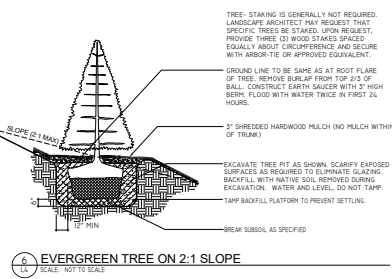 TREE- STAKING IS GENERALLY NOT REQUIRED.
LANDSCAPE ARCHITECT MAY REQUEST THAT
SPECIFIC TREES BE STAKED. UPON REQUEST,
PROVIDE THREE (3) WOOD STAKES SPACED
EQUALLY ABOUT CIRCUMFERENCE AND SECURE
WITH ARBOR-TIE OR APPROVED EQUIVALENT.
GROUND LINE TO BE SAME AS AT ROOT FLARE
OF TREE. REMOVE BURLAP FROM TOP 2/3 OF
BALL. CONSTRUCT EARTH SAUCER WITH 3" HIGH
BERM. FLOOD WITH WATER TWICE IN FIRST 24
HOURS.
SLOPE (2:1 MAX)
3" SHREDDED HARDWOOD MULCH (NO MULCH WITHIN
OF TRUNK)
EXCAVATE TREE PIT AS SHOWN. SCARIFY EXPOSED
SURFACES AS REQUIRED TO ELIMINATE GLAZING.
BACKFILL WITH NATIVE SOIL REMOVED DURING
EXCAVATION. WATER AND LEVEL, DO NOT TAMP.
TAMP BACKFILL PLATFORM TO PREVENT SETTLING.
6"
12" MIN
BREAK SUBSOIL AS SPECIFIED
6 EVERGREEN TREE ON 2:1 SLOPE
L4 SCALE: NOT TO SCALE